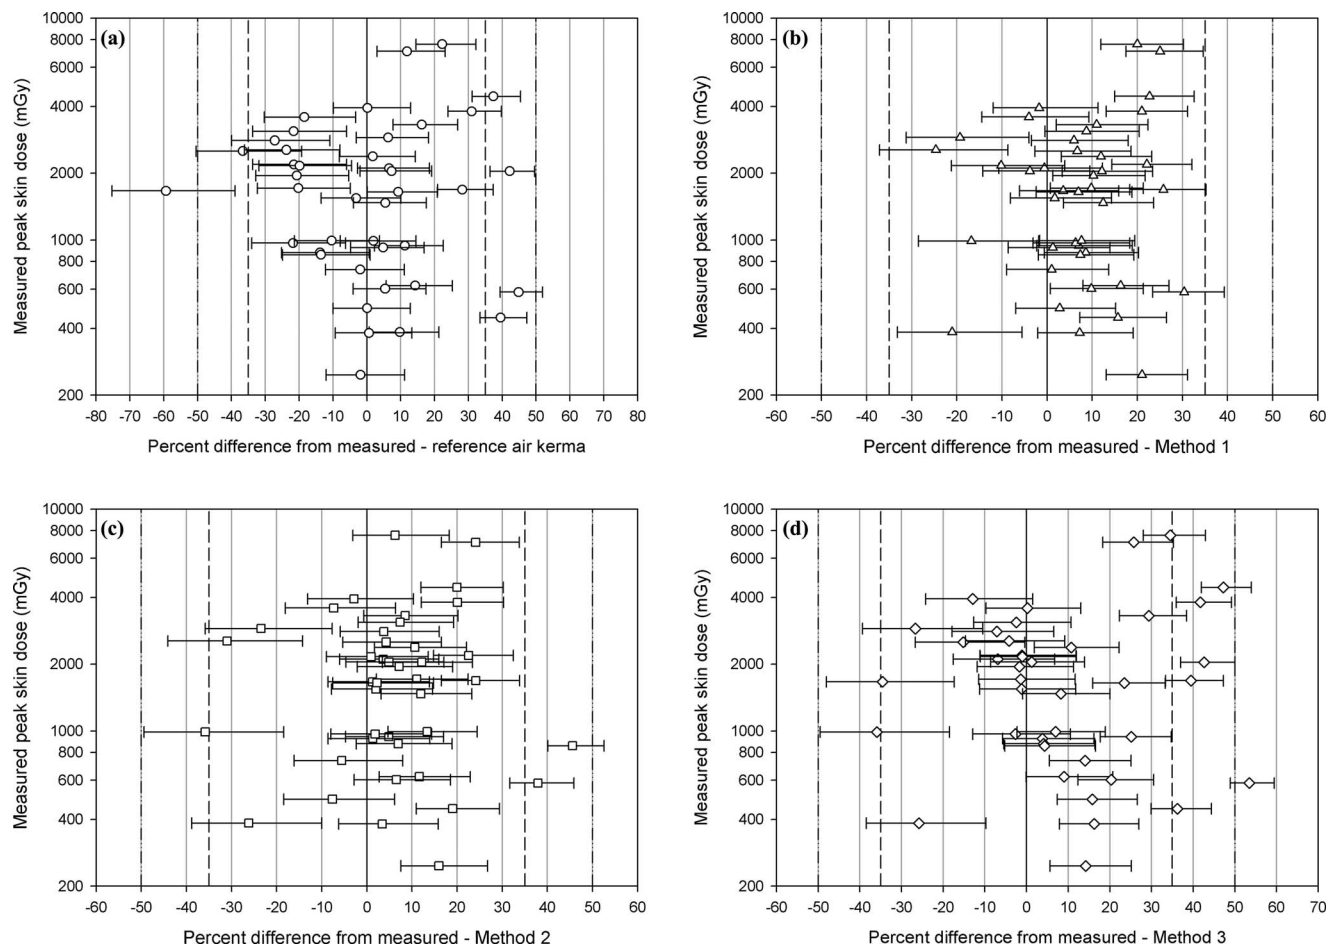 (a)
Measured peak skin dose (mGy)
10000
8000
6000
4000
2000
1000
800
600
400
200
-80 -70 -60 -50 -40 -30 -20 -10 0 10 20 30 40 50 60 70 80
Percent difference from measured - reference air kerma
(b)
Measured peak skin dose (mGy)
10000
8000
6000
4000
2000
1000
800
600
400
200
-60 -50 -40 -30 -20 -10 0 10 20 30 40 50 60
Percent difference from measured - Method 1
(c)
Measured peak skin dose (mGy)
10000
8000
6000
4000
2000
1000
800
600
400
200
-60 -50 -40 -30 -20 -10 0 10 20 30 40 50 60
Percent difference from measured - Method 2
(d)
Measured peak skin dose (mGy)
10000
8000
6000
4000
2000
1000
800
600
400
200
-60 -50 -40 -30 -20 -10 0 10 20 30 40 50 60 70
Percent difference from measured - Method 3